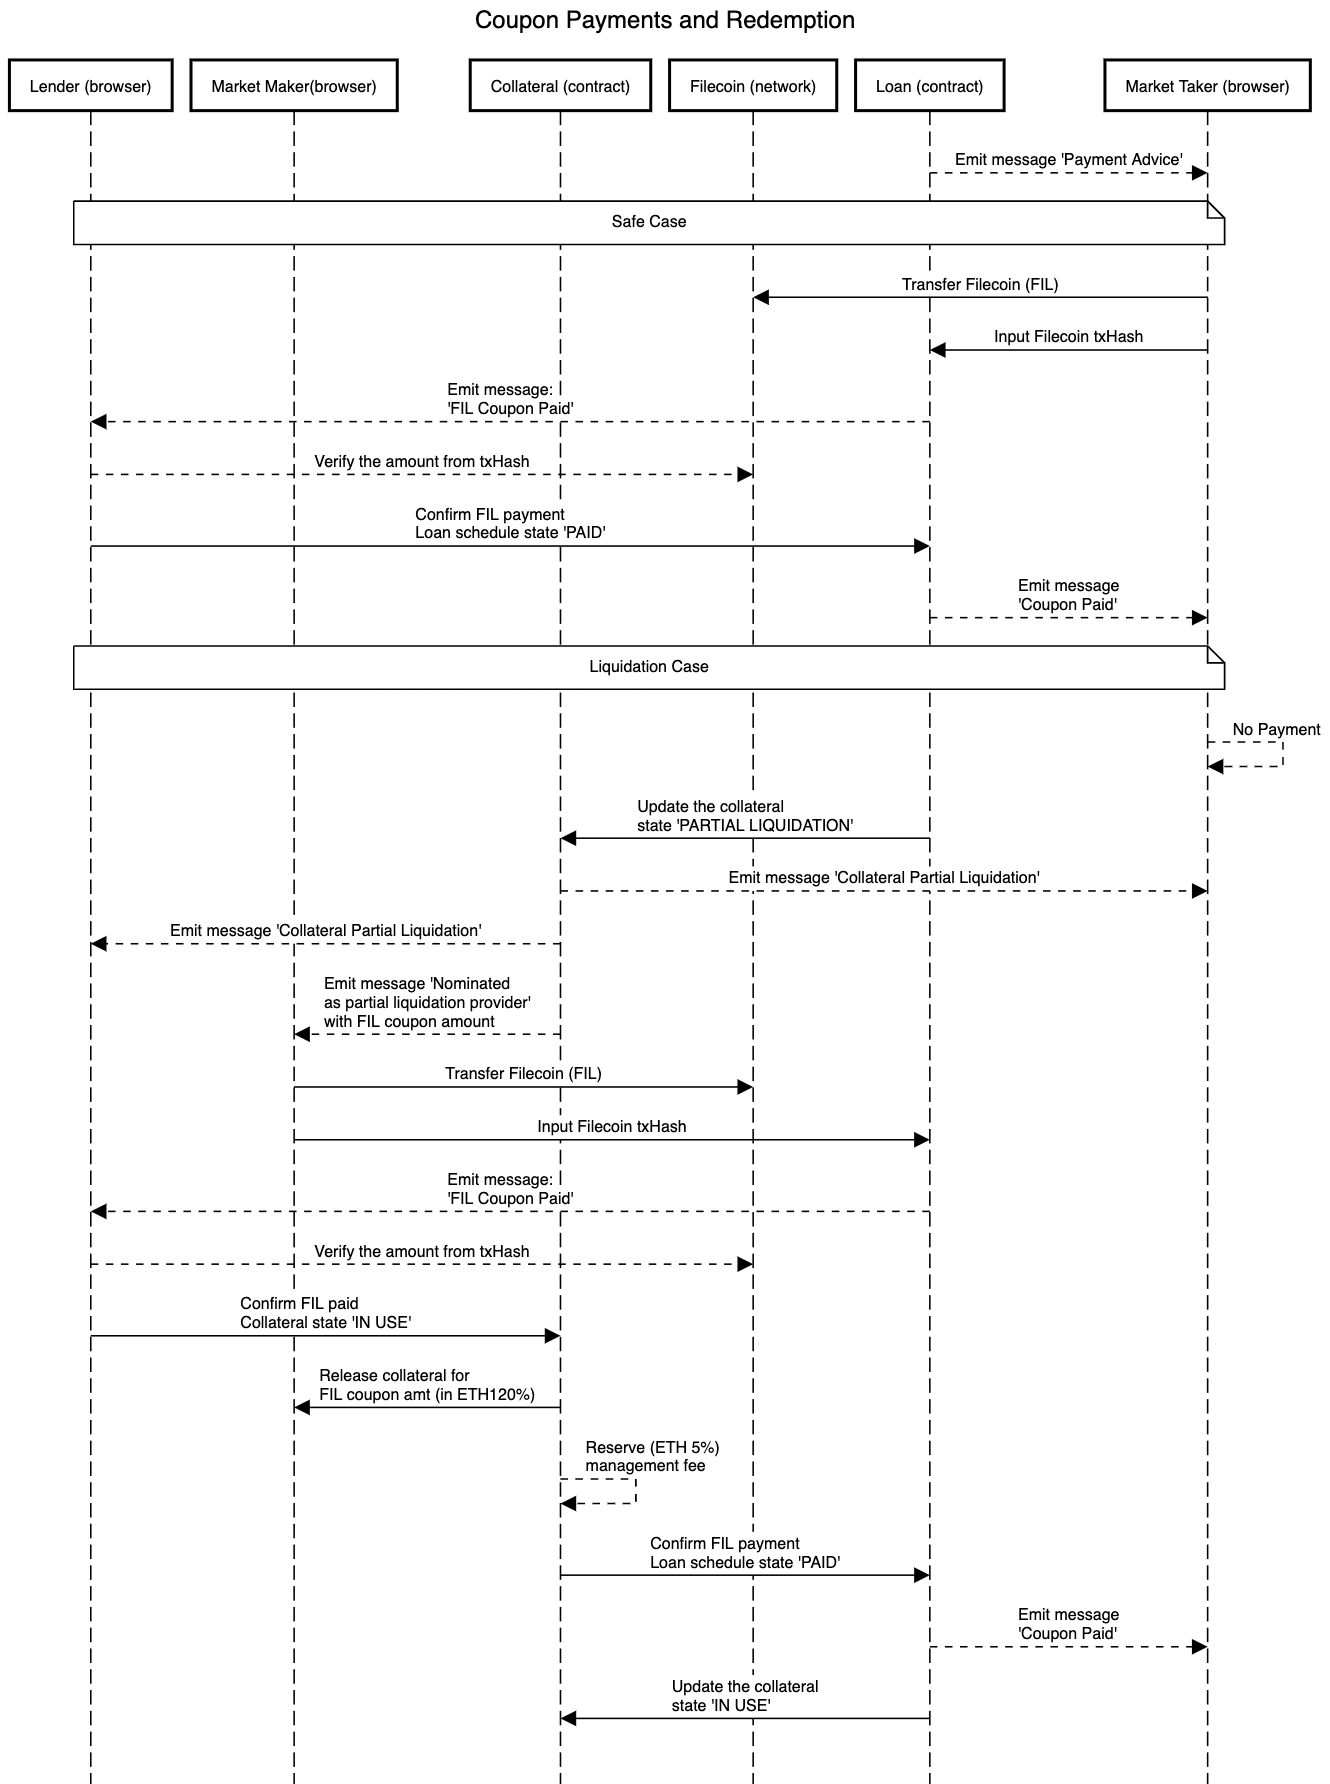 Coupon Payments and Redemption
Lender (browser)
Market Maker(browser)
Collateral (contract)
Filecoin (network)
Loan (contract)
Market Taker (browser)
Emit message 'Payment Advice'
Safe Case
Transfer Filecoin (FIL)
Input Filecoin txHash
Emit message:
'FIL Coupon Paid'
Verify the amount from txHash
Confirm FIL payment
Loan schedule state 'PAID'
Emit message
'Coupon Paid'
Liquidation Case
No Payment
Update the collateral
state 'PARTIAL LIQUIDATION'
Emit message 'Collateral Partial Liquidation'
Emit message 'Collateral Partial Liquidation'
Emit message 'Nominated
as partial liquidation provider'
with FIL coupon amount
Transfer Filecoin (FIL)
Input Filecoin txHash
Emit message:
'FIL Coupon Paid'
Verify the amount from txHash
Confirm FIL paid
Collateral state 'IN USE'
Release collateral for
FIL coupon amt (in ETH120%)
Reserve (ETH 5%)
management fee
Confirm FIL payment
Loan schedule state 'PAID'
Emit message
'Coupon Paid'
Update the collateral
state 'IN USE'